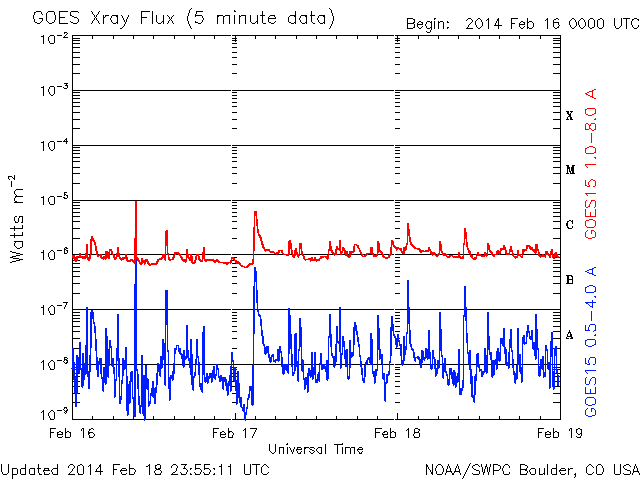 GOES Xray Flux (5 minute data)
Begin: 2014 Feb 16 0000 UTC
10-2
10-3
10-4
10-5
10-6
10-7
10-8
10-9
Watts m-2
X
M
C
B
A
GOES15 1.0-8.0 A
GOES15 0.5-4.0 A
Feb 16
Feb 17
Feb 18
Feb 19
Universal Time
Updated 2014 Feb 18 23:55:11 UTC
NOAA/SWPC Boulder, CO USA